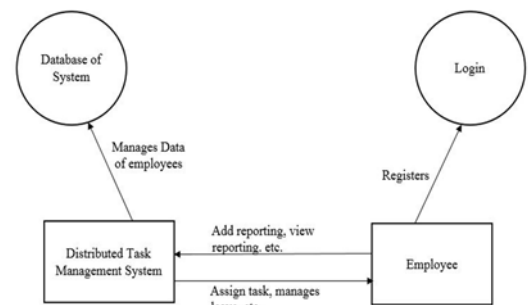 Database of
System
Login
Manages Data
of employees
Registers
Add reporting, view
reporting. etc.
Distributed Task
Management System
Employee
Assign task, manages